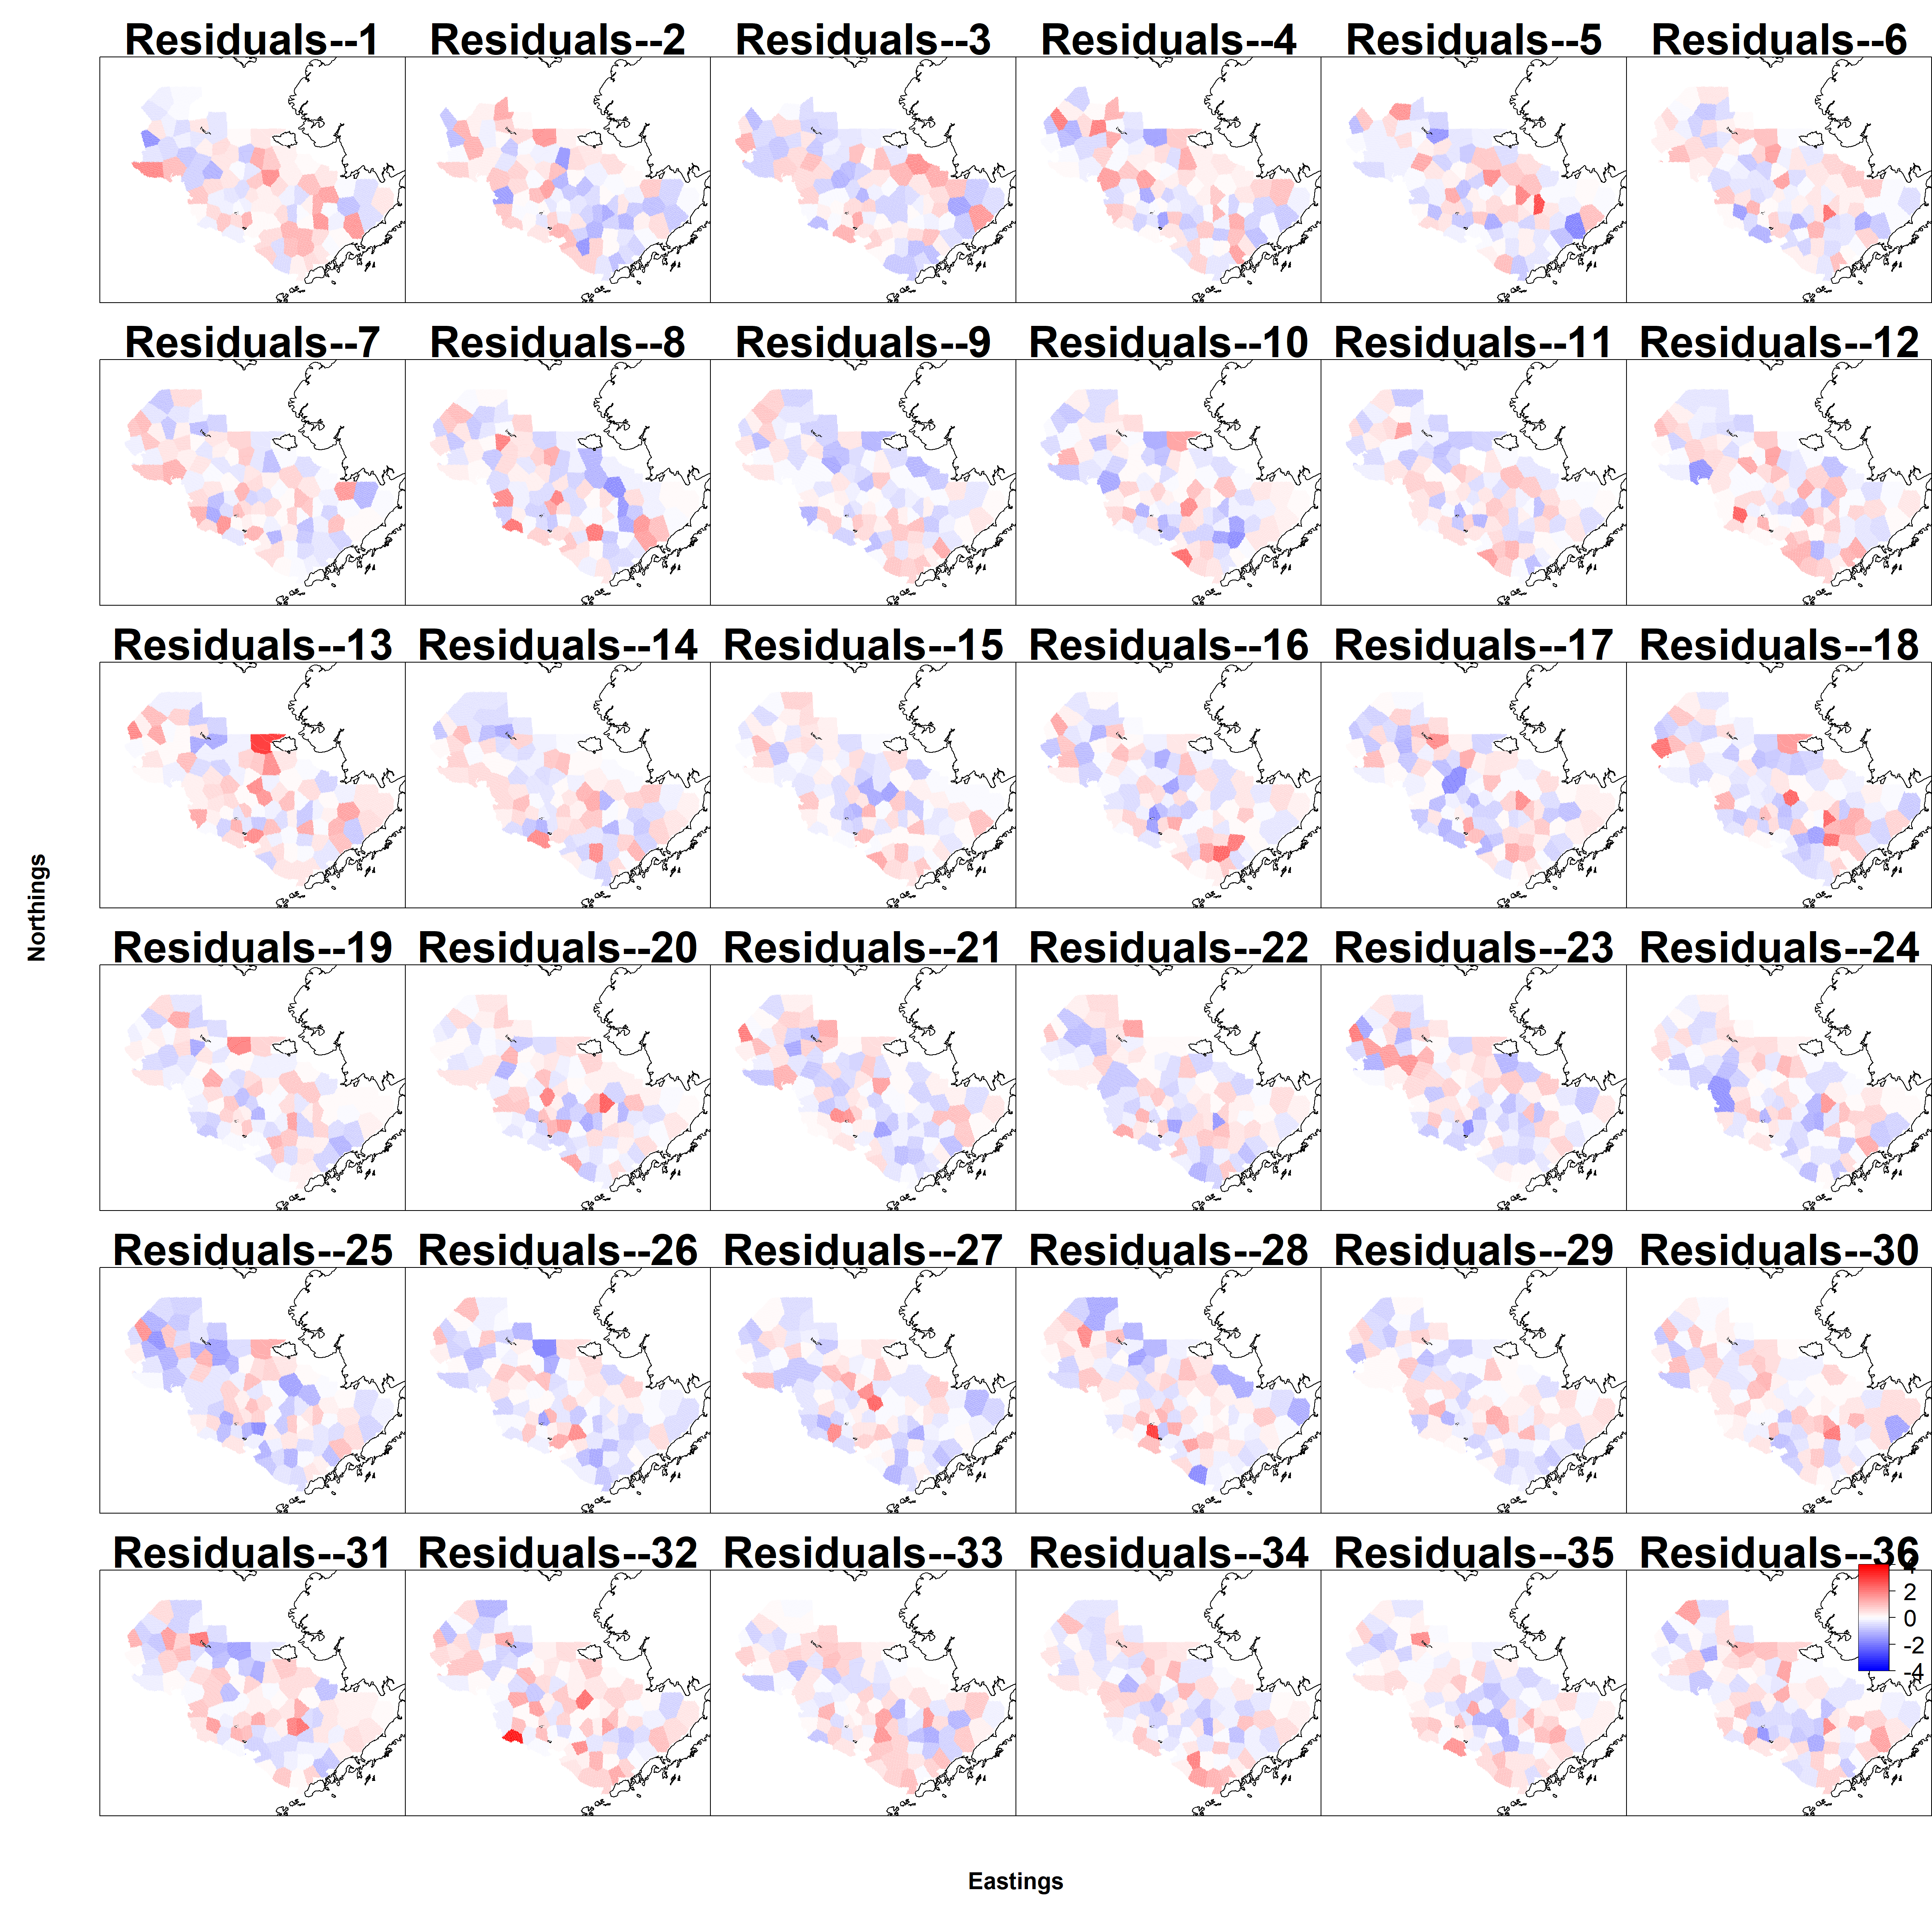 Residuals--1 Residuals--2 Residuals--3 Residuals--4 Residuals--5 Residuals--6
Residuals--7 Residuals--8 Residuals--9 Residuals--10 Residuals--11 Residuals--12
Residuals--13 Residuals--14 Residuals--15 Residuals--16 Residuals--17 Residuals--18
Northings
Residuals--19 Residuals--20 Residuals--21 Residuals--22 Residuals--23 Residuals--24
Residuals--25 Residuals--26 Residuals--27 Residuals--28 Residuals--29 Residuals--30
Residuals--31 Residuals--32 Residuals--33 Residuals--34 Residuals--35 Residuals--36
4
2
0
-2
-4
Eastings